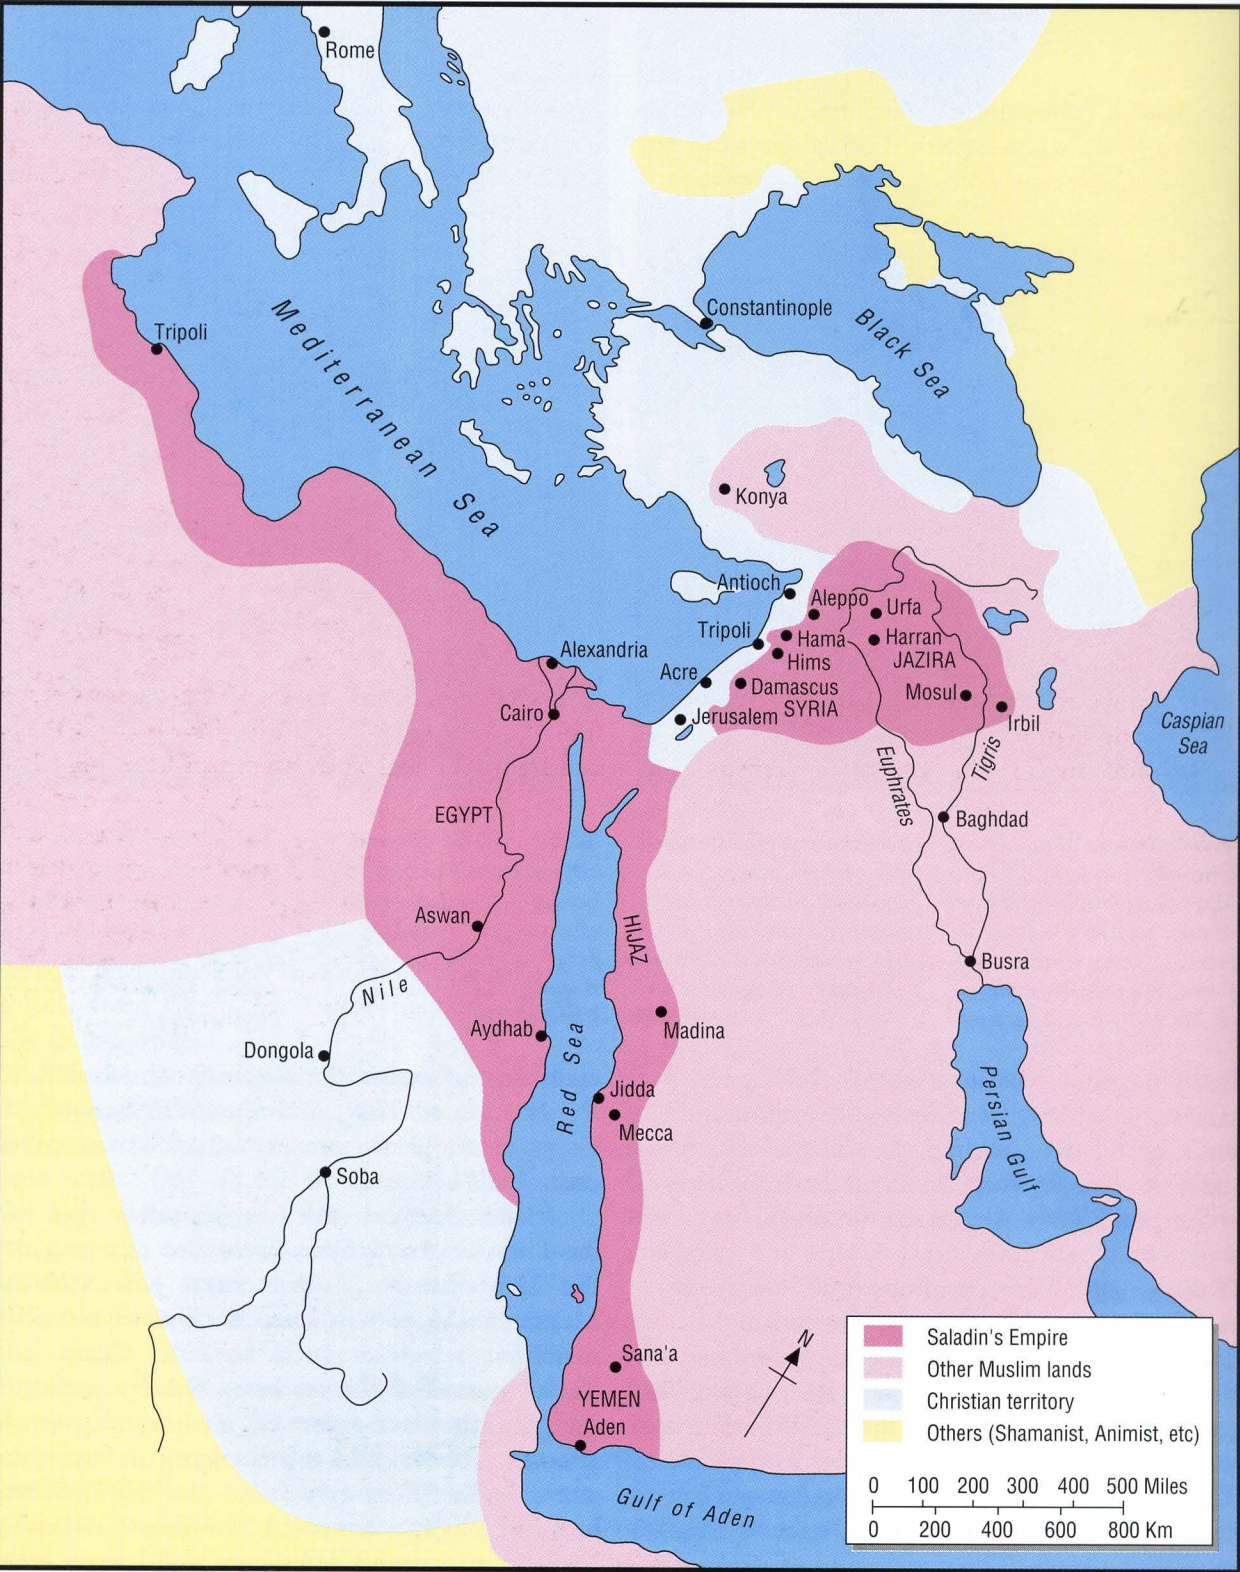 Rome
Constantinople
Black Sea
Tripoli
Mediterranean Sea
Konya
Antioch
Aleppo
Urfa
Tripoli
Hama
Harran
Hims
JAZIRA
Alexandria
Acre
Damascus
Mosul
SYRIA
Cairo
Jerusalem
Irbil
Caspian
Sea
Euphrates
Tigris
EGYPT
Baghdad
Aswan
HIJAZ
Busra
Nile
Aydhab
Red Sea
Madina
Dongola
Jidda
Mecca
Persian Gulf
Soba
Sana'a
YEMEN
Aden
Gulf of Aden
N
Saladin's Empire
Other Muslim lands
Christian territory
Others (Shamanist, Animist, etc)
0 100 200 300 400 500 Miles
0 200 400 600 800 Km